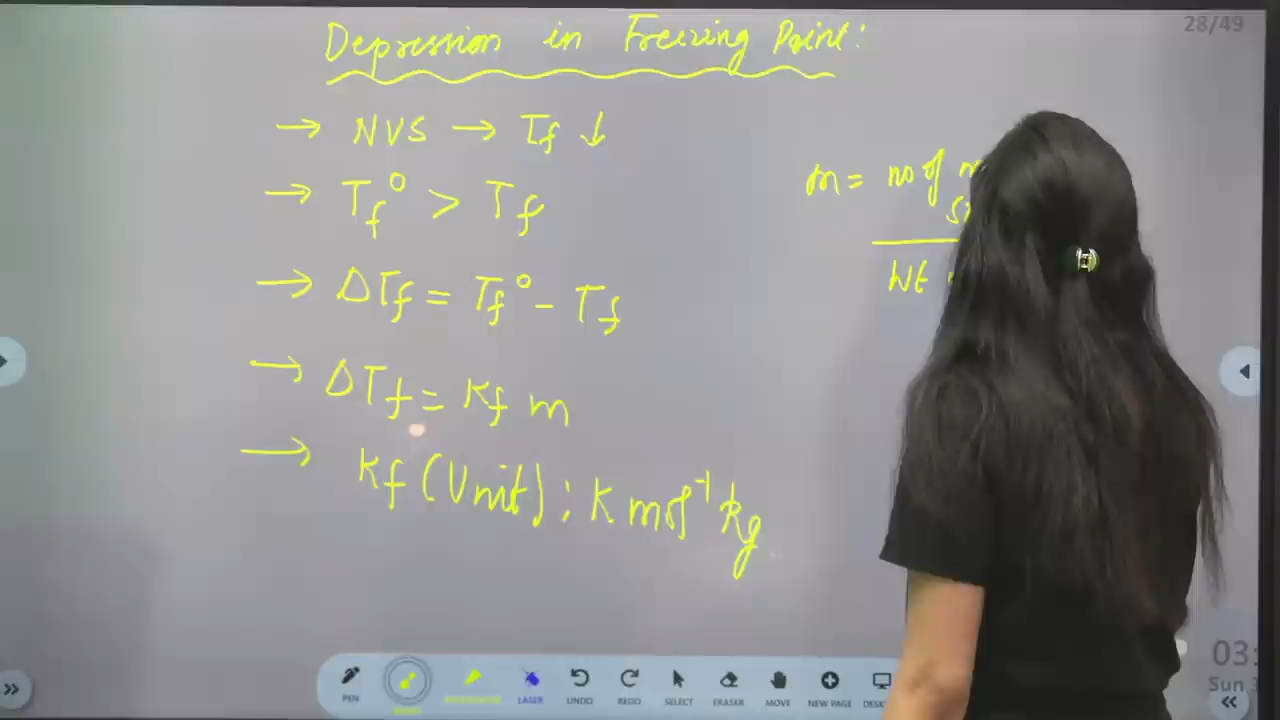 28/49
Depression in Freezing Point:
→ NVS → Tf ↓
→ Tf° > Tf
→ ΔTf = Tf° - Tf
→ ΔTf = Kf m
→ Kf (Unit); K mol⁻¹ kg
m = no of
Wt
PEN
LASER
UNDO
REDO
SELECT
ERASER
MOVE
NEW PAGE
03:
Sun